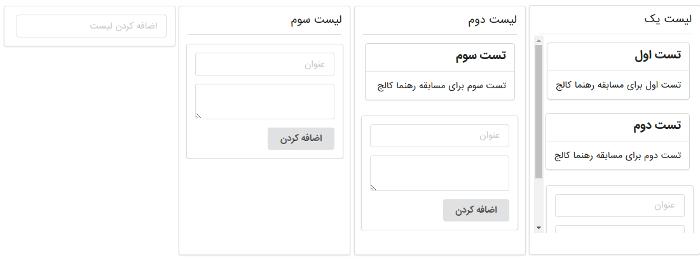 لیست یک
تست اول
تست اول برای مسابقه رهنما کالج
تست دوم
تست دوم برای مسابقه رهنما کالج
عنوان
لیست دوم
تست سوم
تست سوم برای مسابقه رهنما کالج
عنوان
اضافه کردن
لیست سوم
عنوان
اضافه کردن
اضافه کردن لیست